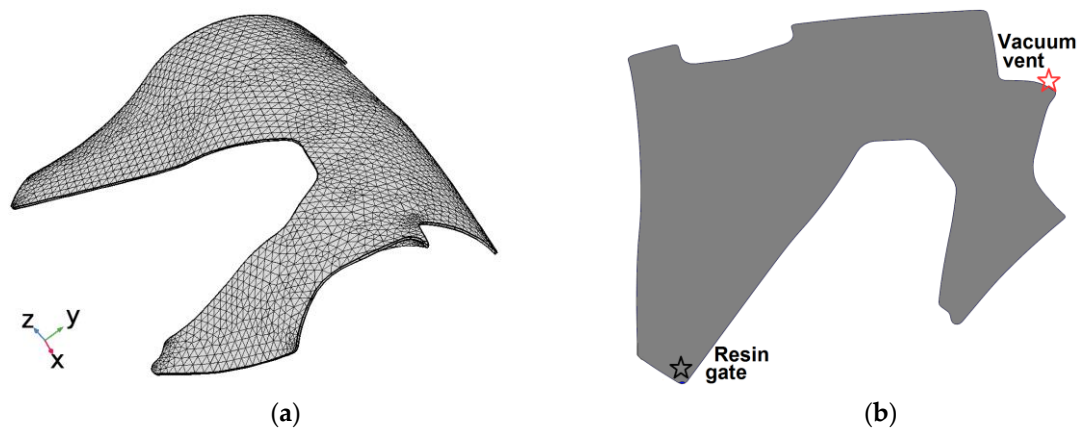 Vacuum
vent
z
y
x
Resin
gate
(a)
(b)